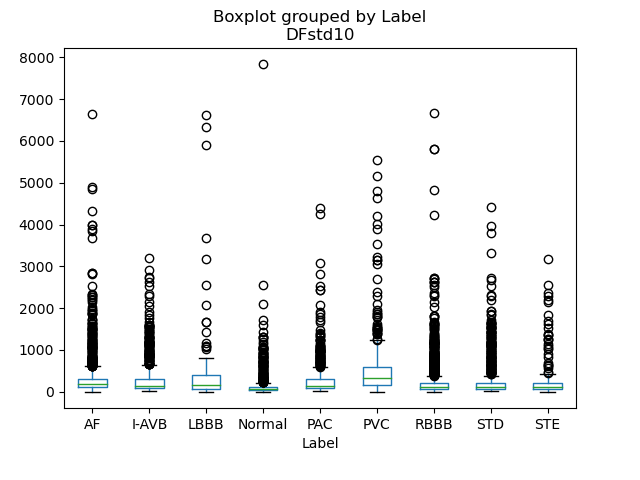 Boxplot grouped by Label
DFstd10
8000
7000
6000
5000
4000
3000
2000
1000
0
AF I-AVB LBBB Normal PAC PVC RBBB STD STE
Label